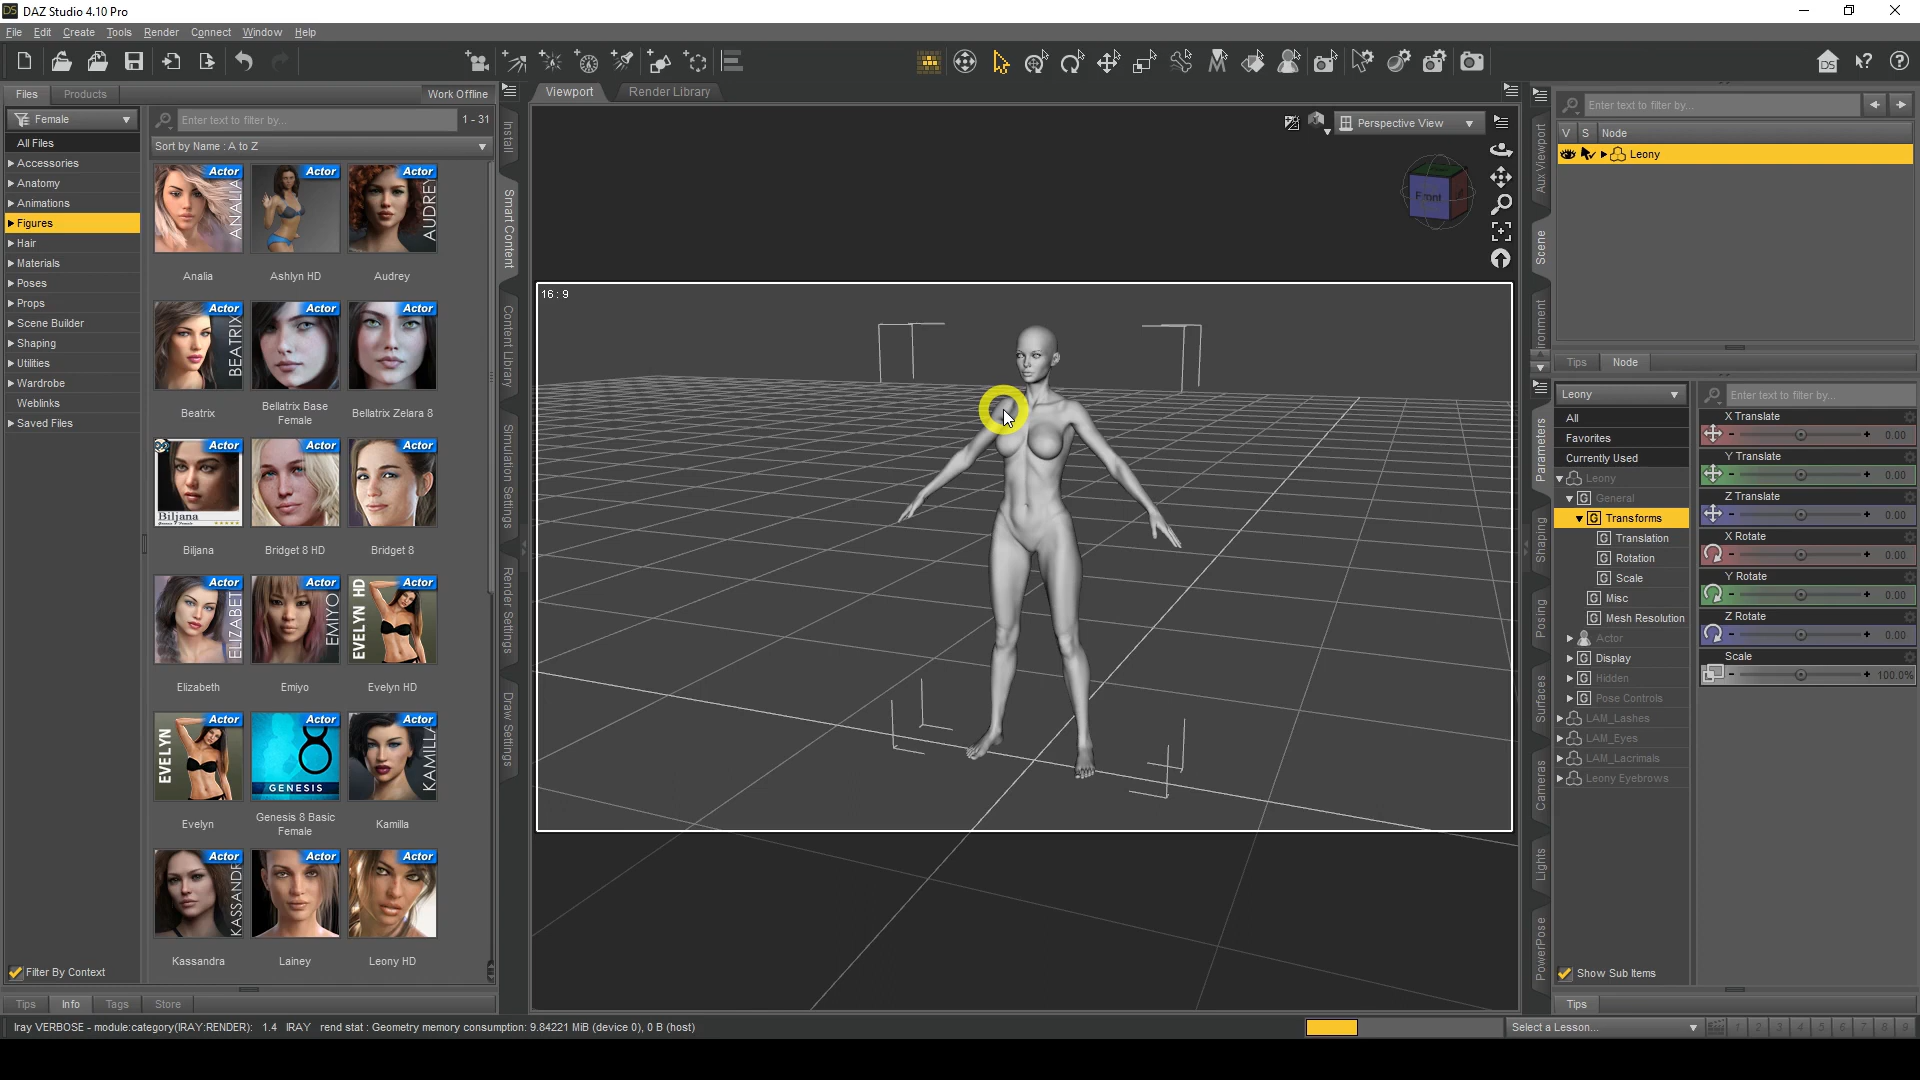 DAZ Studio 4.10 Pro
File Edit Create Tools Render Connect Window Help
Files Products Work Offline
Female
Enter text to filter by...
1 - 31
Sort by Name : A to Z
All Files
Accessories
Anatomy
Animations
Figures
Hair
Materials
Poses
Props
Scene Builder
Shaping
Utilities
Wardrobe
Weblinks
Saved Files
Filter By Context
Actor Actor Actor
ANALIA AUDREY
Analia Ashlyn HD Audrey
Actor Actor Actor
BEATRIX
Beatrix Bellatrix Base Female Bellatrix Zelara 8
Actor Actor
Biljana
Biljana Bridget 8 HD Bridget 8
Actor Actor Actor
ELIZABET EMIYO EVELYN HD
Elizabeth Emiyo Evelyn HD
Actor Actor Actor
EVELYN GENESIS 8 KAMILLA
Evelyn Genesis 8 Basic Female Kamilla
Actor Actor Actor
KASSANDR
Kassandra Lainey Leony HD
Tips Info Tags Store
Install
Smart Content
Content Library
Simulation Settings
Render Settings
Draw Settings
Viewport Render Library
Perspective View
Front
16 : 9
Aux Viewport
Scene
Enter text to filter by...
V S Node
Leony
Tips Node
Parameters
Shaping
Posing
Surfaces
Cameras
Lights
PowerPose
Leony
All
Favorites
Currently Used
Leony
General
Transforms
Translation
Rotation
Scale
Misc
Mesh Resolution
Actor
Display
Hidden
Pose Controls
LAM_Lashes
LAM_Eyes
LAM_Lacrimals
Leony Eyebrows
Show Sub Items
Enter text to filter by...
X Translate
0.00
Y Translate
0.00
Z Translate
0.00
X Rotate
0.00
Y Rotate
0.00
Z Rotate
0.00
Scale
100.0%
Tips
Iray VERBOSE - module:category(IRAY:RENDER): 1.4 IRAY rend stat : Geometry memory consumption: 9.84221 MiB (device 0), 0 B (host)
Select a Lesson...
1 2 3 4 5 6 7 8 9